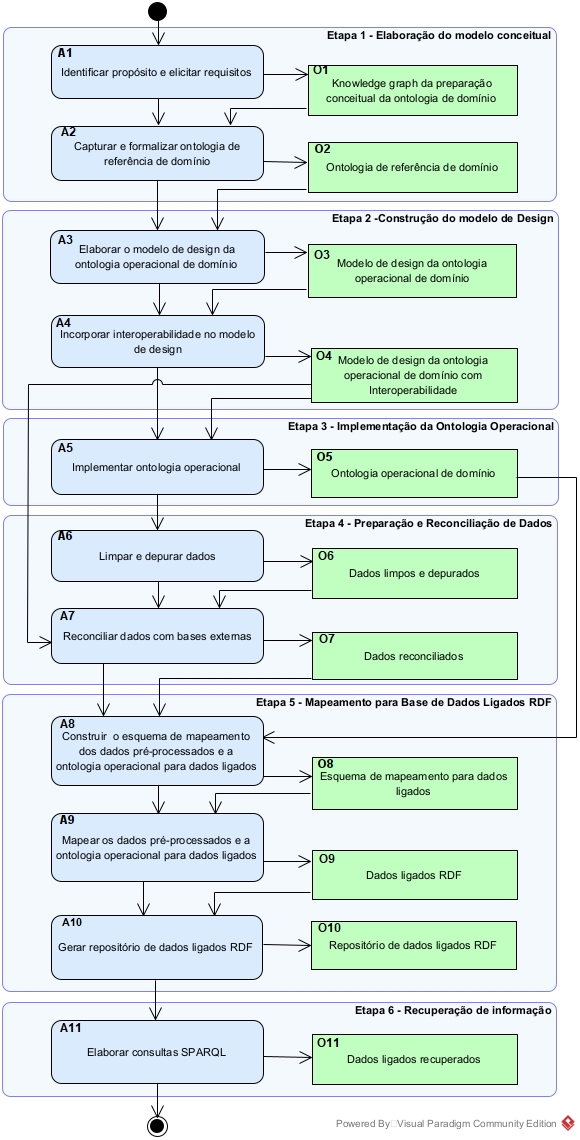 Etapa 1 - Elaboração do modelo conceitual
A1
Identificar propósito e elicitar requisitos
O1
Knowledge graph da preparação
conceitual da ontologia de domínio
A2
Capturar e formalizar ontologia de
referência de domínio
O2
Ontologia de referência de domínio
Etapa 2 -Construção do modelo de Design
A3
Elaborar o modelo de design da
ontologia operacional de domínio
O3
Modelo de design da ontologia
operacional de domínio
A4
Incorporar interoperabilidade no modelo
de design
O4
Modelo de design da ontologia
operacional de domínio com
Interoperabilidade
Etapa 3 - Implementação da Ontologia Operacional
A5
Implementar ontologia operacional
O5
Ontologia operacional de domínio
Etapa 4 - Preparação e Reconciliação de Dados
A6
Limpar e depurar dados
O6
Dados limpos e depurados
A7
Reconciliar dados com bases externas
O7
Dados reconciliados
Etapa 5 - Mapeamento para Base de Dados Ligados RDF
A8
Construir o esquema de mapeamento
dos dados pré-processados e a
ontologia operacional para dados ligados
O8
Esquema de mapeamento para dados
ligados
A9
Mapear os dados pré-processados e a
ontologia operacional para dados ligados
O9
Dados ligados RDF
A10
Gerar repositório de dados ligados RDF
O10
Repositório de dados ligados RDF
Etapa 6 - Recuperação de informação
A11
Elaborar consultas SPARQL
O11
Dados ligados recuperados
Powered By Visual Paradigm Community Edition